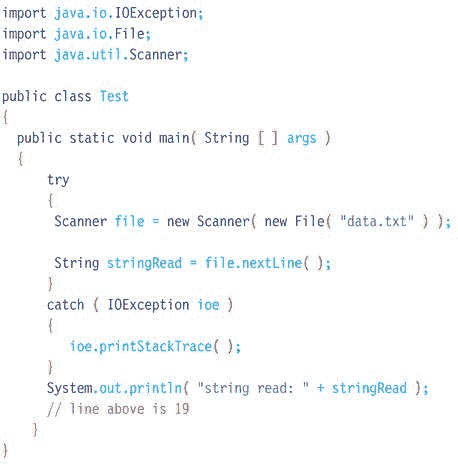 import java.io.IOException;
import java.io.File;
import java.util.Scanner;

public class Test
{
  public static void main( String [ ] args )
  {
      try
      {
       Scanner file = new Scanner( new File( "data.txt" ) );

       String stringRead = file.nextLine( );
      }
      catch ( IOException ioe )
      {
         ioe.printStackTrace( );
      }
      System.out.println( "string read: " + stringRead );
      // line above is 19
    }
}